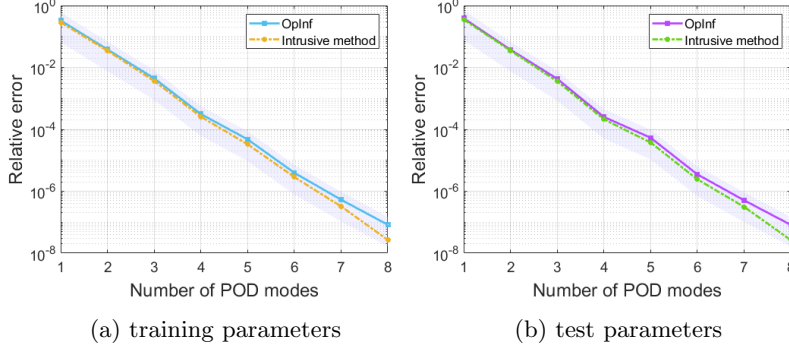 10^0
10^-2
10^-4
10^-6
10^-8
Relative error
OpInf
Intrusive method
1 2 3 4 5 6 7 8
Number of POD modes
(a) training parameters
10^0
10^-2
10^-4
10^-6
10^-8
Relative error
OpInf
Intrusive method
1 2 3 4 5 6 7 8
Number of POD modes
(b) test parameters